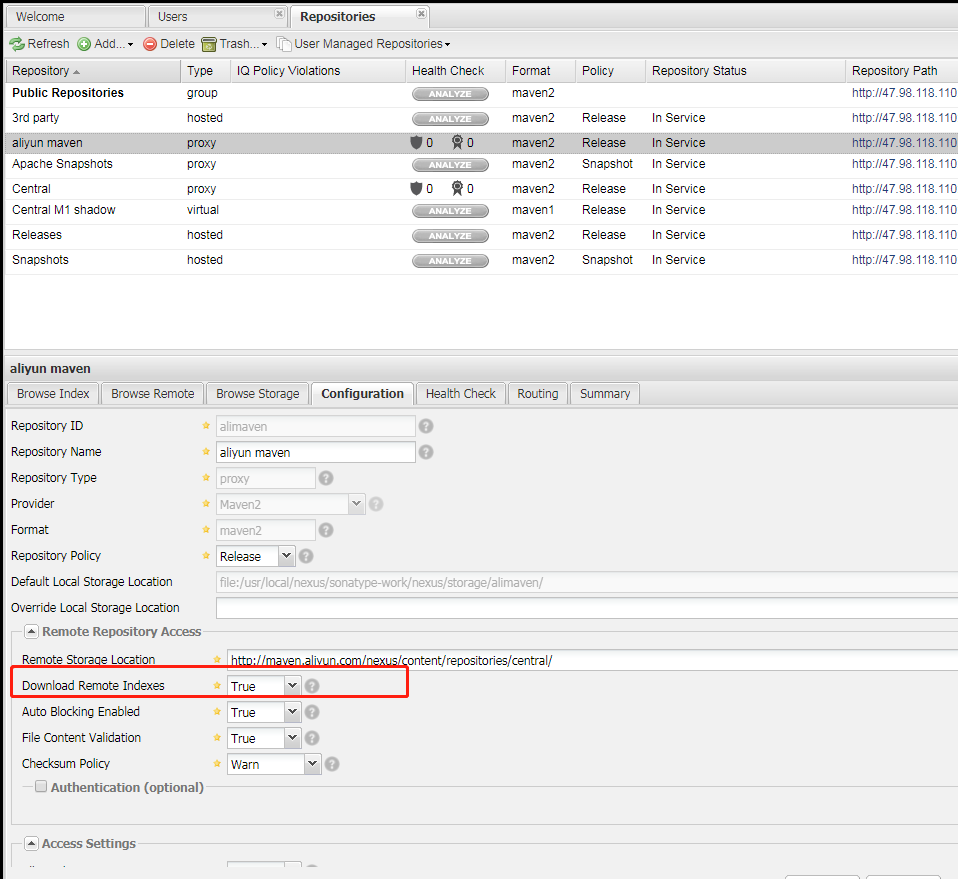 Welcome Users Repositories
Refresh Add... Delete Trash... User Managed Repositories
Repository Type IQ Policy Violations Health Check Format Policy Repository Status Repository Path
Public Repositories group ANALYZE maven2 http://47.98.118.110
3rd party hosted ANALYZE maven2 Release In Service http://47.98.118.110
aliyun maven proxy 0 0 maven2 Release In Service http://47.98.118.110
Apache Snapshots proxy ANALYZE maven2 Snapshot In Service http://47.98.118.110
Central proxy 0 0 maven2 Release In Service http://47.98.118.110
Central M1 shadow virtual ANALYZE maven1 Release In Service http://47.98.118.110
Releases hosted ANALYZE maven2 Release In Service http://47.98.118.110
Snapshots hosted ANALYZE maven2 Snapshot In Service http://47.98.118.110
aliyun maven
Browse Index Browse Remote Browse Storage Configuration Health Check Routing Summary
Repository ID alimaven
Repository Name aliyun maven
Repository Type proxy
Provider Maven2
Format maven2
Repository Policy Release
Default Local Storage Location file:/usr/local/nexus/sonatype-work/nexus/storage/alimaven/
Override Local Storage Location
Remote Repository Access
Remote Storage Location http://maven.aliyun.com/nexus/content/repositories/central/
Download Remote Indexes True
Auto Blocking Enabled True
File Content Validation True
Checksum Policy Warn
Authentication (optional)
Access Settings